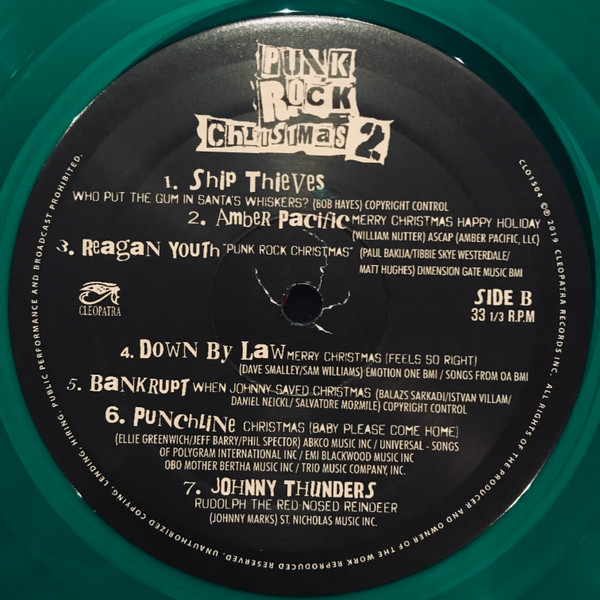 PUNK
ROCK
CHRISTMAS 2
1. Ship Thieves
WHO PUT THE GUM IN SANTA'S WHISKERS? (BOB HAYES) COPYRIGHT CONTROL
2. Amber Pacific MERRY CHRISTMAS HAPPY HOLIDAY
(WILLIAM NUTTER) ASCAP (AMBER PACIFIC, LLC)
3. Reagan Youth "PUNK ROCK CHRISTMAS" (PAUL BAKIJA/TIBBIE SKYE WESTERDALE/
MATT HUGHES) DIMENSION GATE MUSIC BMI
CLEOPATRA
SIDE B
33 1/3 R.P.M
4. DOWN BY LAW MERRY CHRISTMAS (FEELS SO RIGHT)
(DAVE SMALLEY/SAM WILLIAMS) EMOTION ONE BMI / SONGS FROM OA BMI
5. BANKRUPT WHEN JOHNNY SAVED CHRISTMAS (BALAZS SARKADI/ISTVAN VILLAM/
DANIEL NEICKL/ SALVATORE MORMILE) COPYRIGHT CONTROL
6. PUNCHLINE CHRISTMAS (BABY PLEASE COME HOME)
(ELLIE GREENWICH/JEFF BARRY/PHIL SPECTOR) ABKCO MUSIC INC / UNIVERSAL - SONGS
OF POLYGRAM INTERNATIONAL INC / EMI BLACKWOOD MUSIC INC
OBO MOTHER BERTHA MUSIC INC / TRIO MUSIC COMPANY, INC.
7. JOHNNY THUNDERS
RUDOLPH THE RED-NOSED REINDEER
(JOHNNY MARKS) ST. NICHOLAS MUSIC INC.
CLO1504 ©℗ 2019 CLEOPATRA RECORDS INC. ALL RIGHTS OF THE PRODUCER AND OWNER OF THE WORK REPRODUCED RESERVED. UNAUTHORIZED COPYING, LENDING, HIRING, PUBLIC PERFORMANCE AND BROADCAST PROHIBITED.